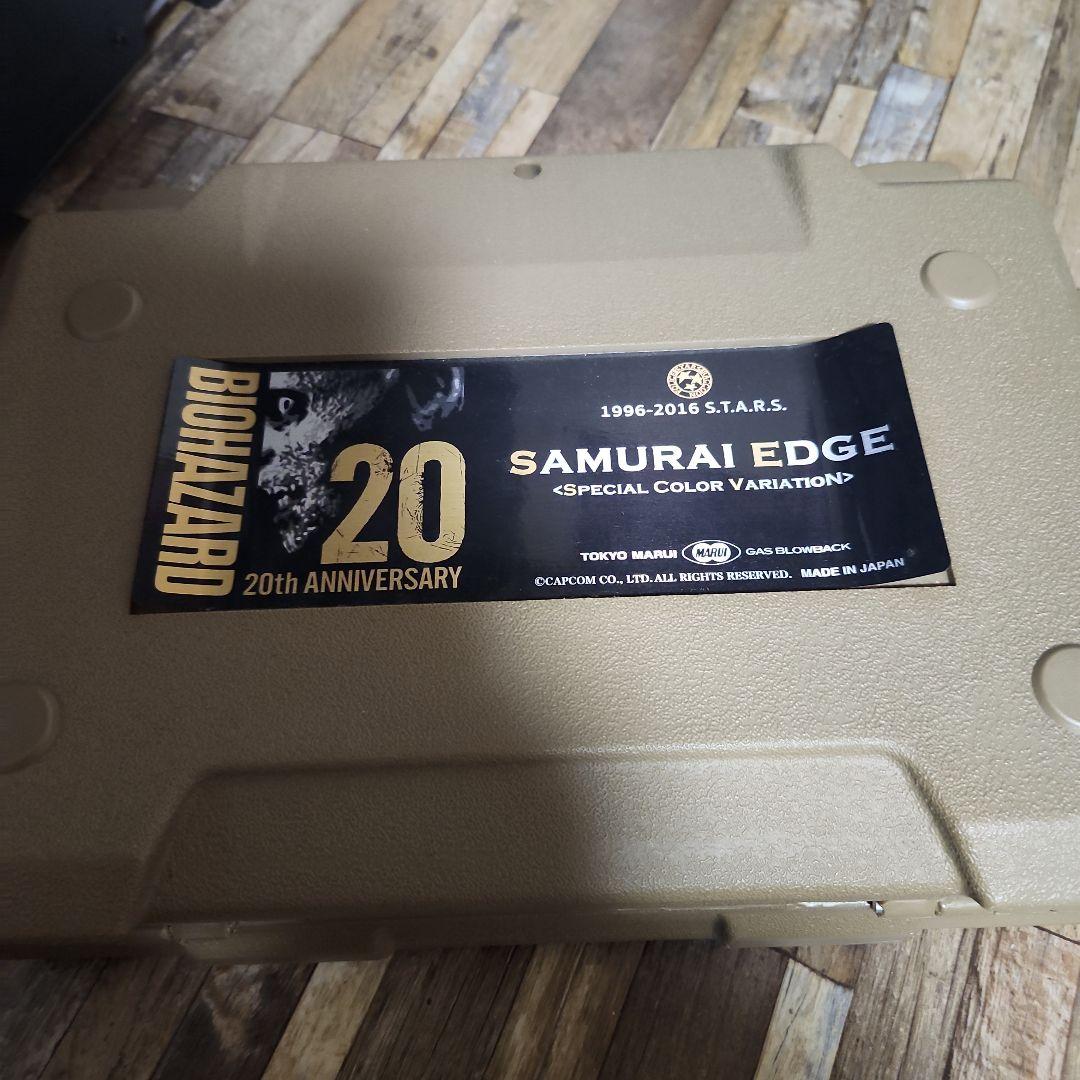 BIOHAZARD
20
20th ANNIVERSARY
1996-2016 S.T.A.R.S.
SAMURAI EDGE
<SPECIAL COLOR VARIATION>
TOKYO MARUI MARUI GAS BLOWBACK
©CAPCOM CO., LTD. ALL RIGHTS RESERVED. MADE IN JAPAN